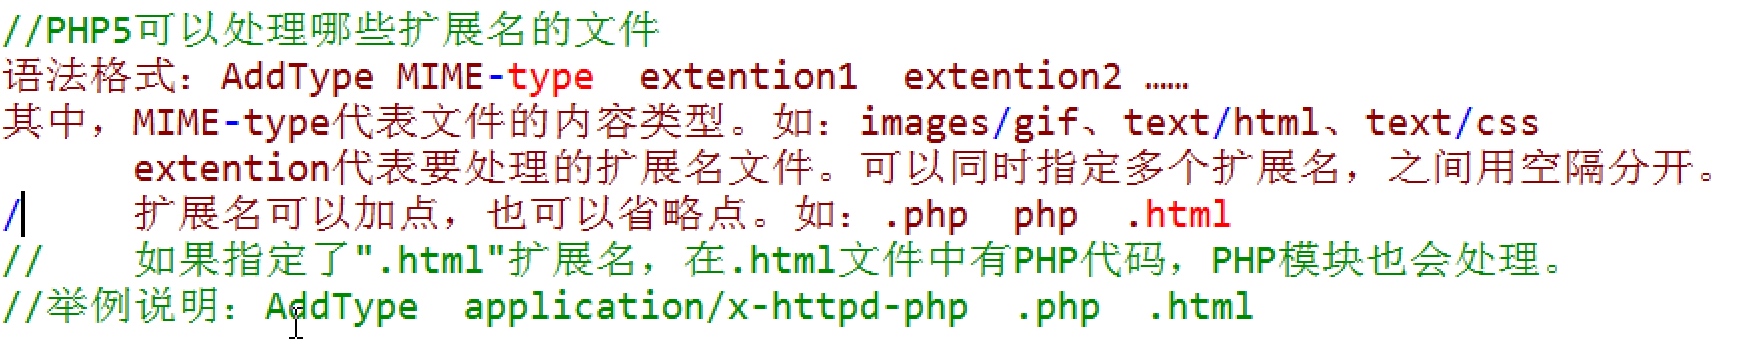 //PHP5可以处理哪些扩展名的文件
语法格式：AddType MIME-type  extention1  extention2 ……
其中，MIME-type代表文件的内容类型。如：images/gif、text/html、text/css
      extention代表要处理的扩展名文件。可以同时指定多个扩展名，之间用空隔分开。
/     扩展名可以加点，也可以省略点。如：.php  php  .html
//    如果指定了".html"扩展名，在.html文件中有PHP代码，PHP模块也会处理。
//举例说明：AddType  application/x-httpd-php  .php  .html